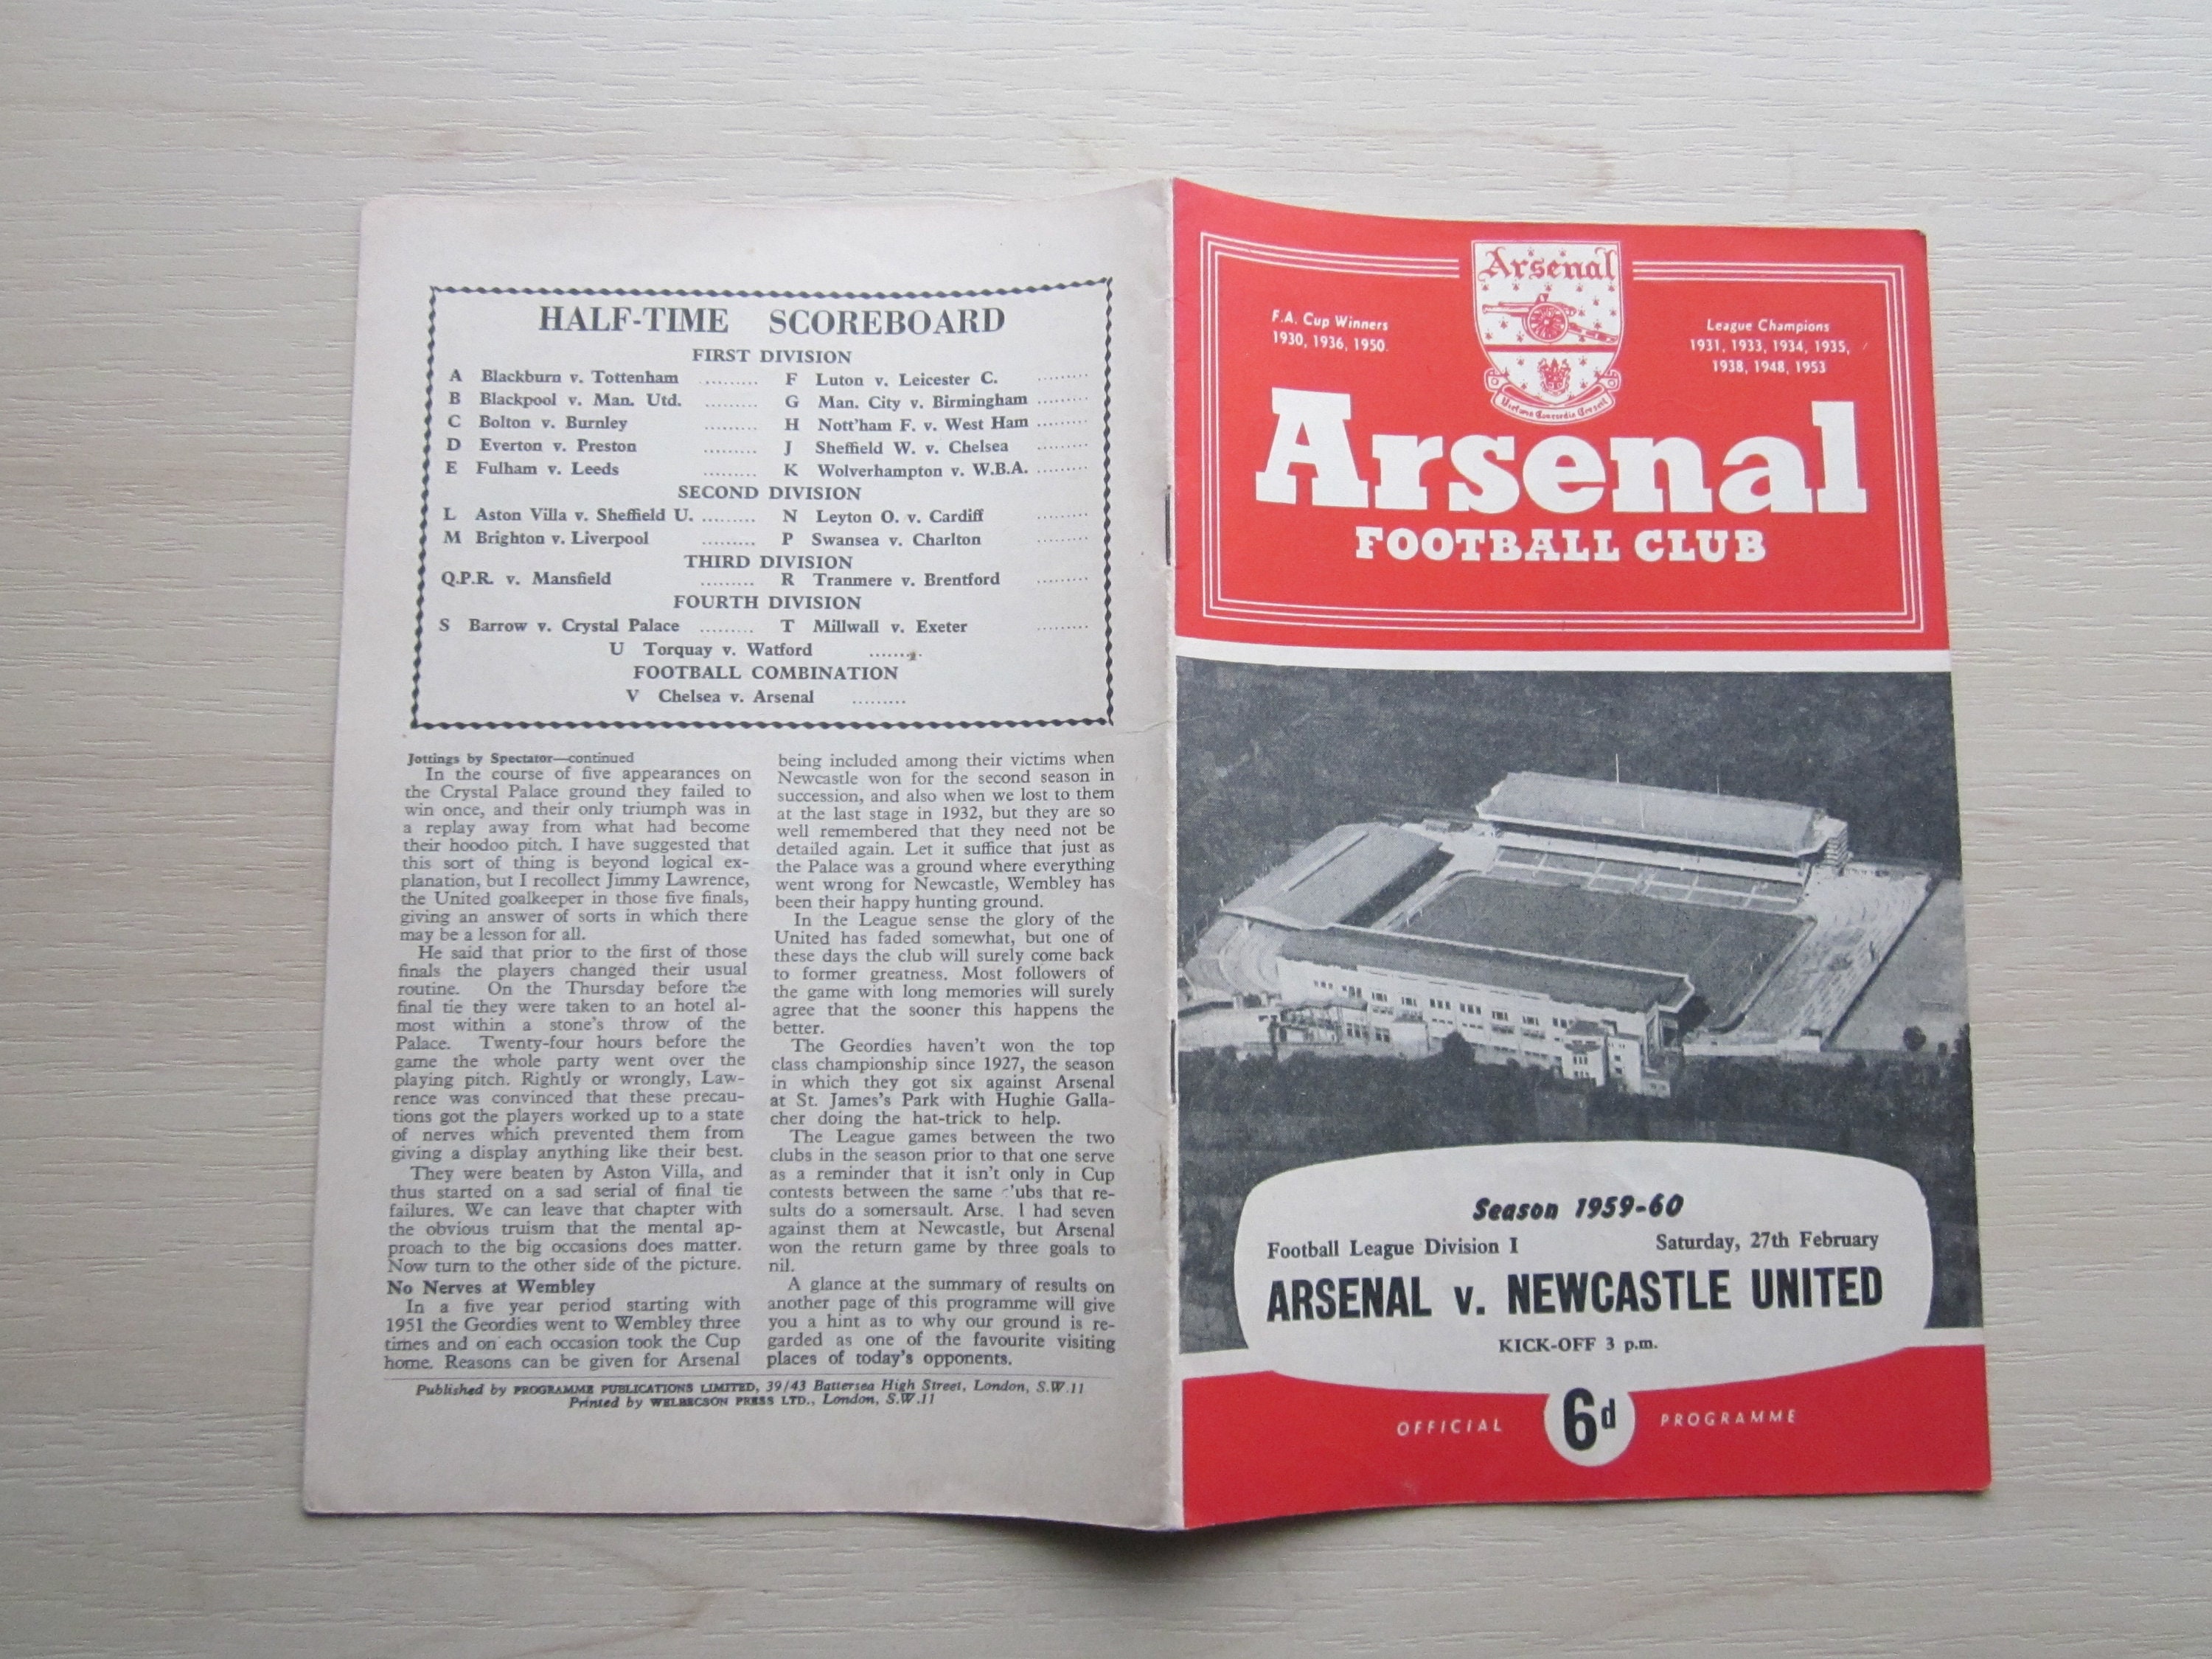 HALF-TIME SCOREBOARD
FIRST DIVISION
A Blackburn v. Tottenham .......... F Luton v. Leicester C. .........
B Blackpool v. Man. Utd. ......... G Man. City v. Birmingham .........
C Bolton v. Burnley ......... H Nott'ham F. v. West Ham .........
D Everton v. Preston ......... J Sheffield W. v. Chelsea .........
E Fulham v. Leeds ......... K Wolverhampton v. W.B.A. .........
SECOND DIVISION
L Aston Villa v. Sheffield U. ......... N Leyton O. v. Cardiff .........
M Brighton v. Liverpool ......... P Swansea v. Charlton .........
THIRD DIVISION
Q.P.R. v. Mansfield ......... R Tranmere v. Brentford .........
FOURTH DIVISION
S Barrow v. Crystal Palace ......... T Millwall v. Exeter .........
U Torquay v. Watford .........
FOOTBALL COMBINATION
V Chelsea v. Arsenal .........
Jottings by Spectator—continued
In the course of five appearances on
the Crystal Palace ground they failed to
win once, and their only triumph was in
a replay away from what had become
their hoodoo pitch. I have suggested that
this sort of thing is beyond logical ex-
planation, but I recollect Jimmy Lawrence,
the United goalkeeper in those five finals,
giving an answer of sorts in which there
may be a lesson for all.
He said that prior to the first of those
finals the players changed their usual
routine. On the Thursday before the
final tie they were taken to an hotel al-
most within a stone's throw of the
Palace. Twenty-four hours before the
game the whole party went over the
playing pitch. Rightly or wrongly, Law-
rence was convinced that these precau-
tions got the players worked up to a state
of nerves which prevented them from
giving a display anything like their best.
They were beaten by Aston Villa, and
thus started on a sad serial of final tie
failures. We can leave that chapter with
the obvious truism that the mental ap-
proach to the big occasions does matter.
Now turn to the other side of the picture.
No Nerves at Wembley
In a five year period starting with
1951 the Geordies went to Wembley three
times and on each occasion took the Cup
home. Reasons can be given for Arsenal
being included among their victims when
Newcastle won for the second season in
succession, and also when we lost to them
at the last stage in 1932, but they are so
well remembered that they need not be
detailed again. Let it suffice that just as
the Palace was a ground where everything
went wrong for Newcastle, Wembley has
been their happy hunting ground.
In the League sense the glory of the
United has faded somewhat, but one of
these days the club will surely come back
to former greatness. Most followers of
the game with long memories will surely
agree that the sooner this happens the
better.
The Geordies haven't won the top
class championship since 1927, the season
in which they got six against Arsenal
at St. James's Park with Hughie Galla-
cher doing the hat-trick to help.
The League games between the two
clubs in the season prior to that one serve
as a reminder that it isn't only in Cup
contests between the same 'ubs that re-
sults do a somersault. Arse. l had seven
against them at Newcastle, but Arsenal
won the return game by three goals to
nil.
A glance at the summary of results on
another page of this programme will give
you a hint as to why our ground is re-
garded as one of the favourite visiting
places of today's opponents.
Published by PROGRAMME PUBLICATIONS LIMITED, 39/43 Battersea High Street, London, S.W.11
Printed by WELBECSON PRESS LTD., London, S.W.11
Arsenal
Victoria Concordia Crescit
F.A. Cup Winners
1930, 1936, 1950.
League Champions
1931, 1933, 1934, 1935,
1938, 1948, 1953
Arsenal
FOOTBALL CLUB
Season 1959-60
Football League Division I Saturday, 27th February
ARSENAL v. NEWCASTLE UNITED
KICK-OFF 3 p.m.
OFFICIAL 6d PROGRAMME